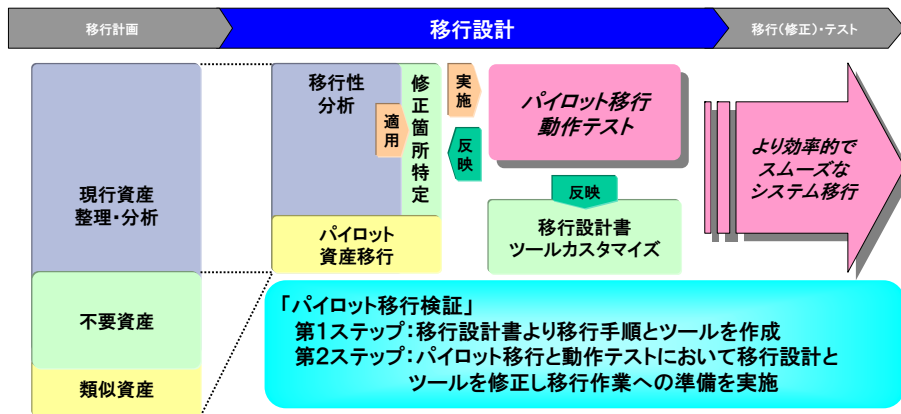 移行計画
移行設計
移行(修正)・テスト
現行資産
整理・分析
不要資産
類似資産
移行性
分析
適用
修正箇所特定
パイロット
資産移行
実施
反映
パイロット移行
動作テスト
反映
移行設計書
ツールカスタマイズ
より効率的で
スムーズな
システム移行
「パイロット移行検証」
第1ステップ:移行設計書より移行手順とツールを作成
第2ステップ:パイロット移行と動作テストにおいて移行設計と
ツールを修正し移行作業への準備を実施